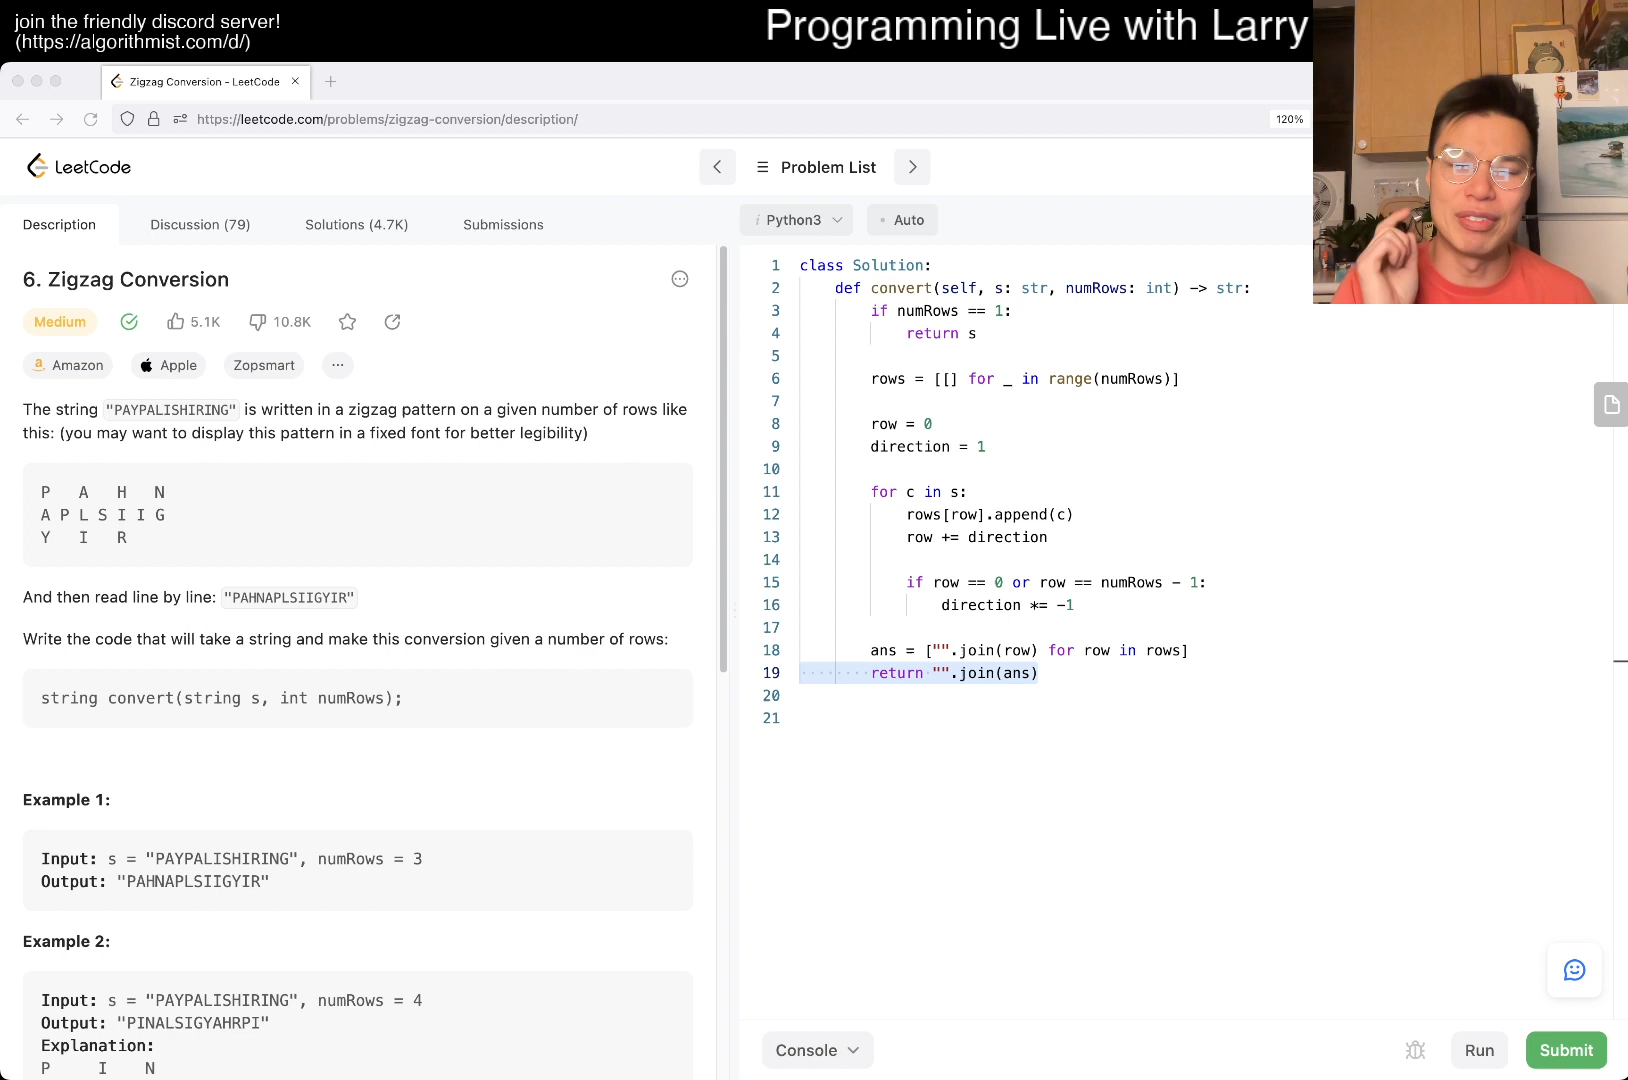 join the friendly discord server!
(https://algorithmist.com/d/)
Programming Live with Larry
Zigzag Conversion - LeetCode
https://leetcode.com/problems/zigzag-conversion/description/
120%
LeetCode
Problem List
Description
Discussion (79)
Solutions (4.7K)
Submissions
6. Zigzag Conversion
Medium
5.1K
10.8K
Amazon
Apple
Zopsmart
The string "PAYPALISHIRING" is written in a zigzag pattern on a given number of rows like
this: (you may want to display this pattern in a fixed font for better legibility)
P A H N
A P L S I I G
Y I R
And then read line by line: "PAHNAPLSIIGYIR"
Write the code that will take a string and make this conversion given a number of rows:
string convert(string s, int numRows);
Example 1:
Input: s = "PAYPALISHIRING", numRows = 3
Output: "PAHNAPLSIIGYIR"
Example 2:
Input: s = "PAYPALISHIRING", numRows = 4
Output: "PINALSIGYAHRPI"
Explanation:
P I N
i Python3
Auto
1 class Solution:
2 def convert(self, s: str, numRows: int) -> str:
3 if numRows == 1:
4 return s
5
6 rows = [[] for _ in range(numRows)]
7
8 row = 0
9 direction = 1
10
11 for c in s:
12 rows[row].append(c)
13 row += direction
14
15 if row == 0 or row == numRows - 1:
16 direction *= -1
17
18 ans = ["".join(row) for row in rows]
19 return "".join(ans)
20
21
Console
Run
Submit